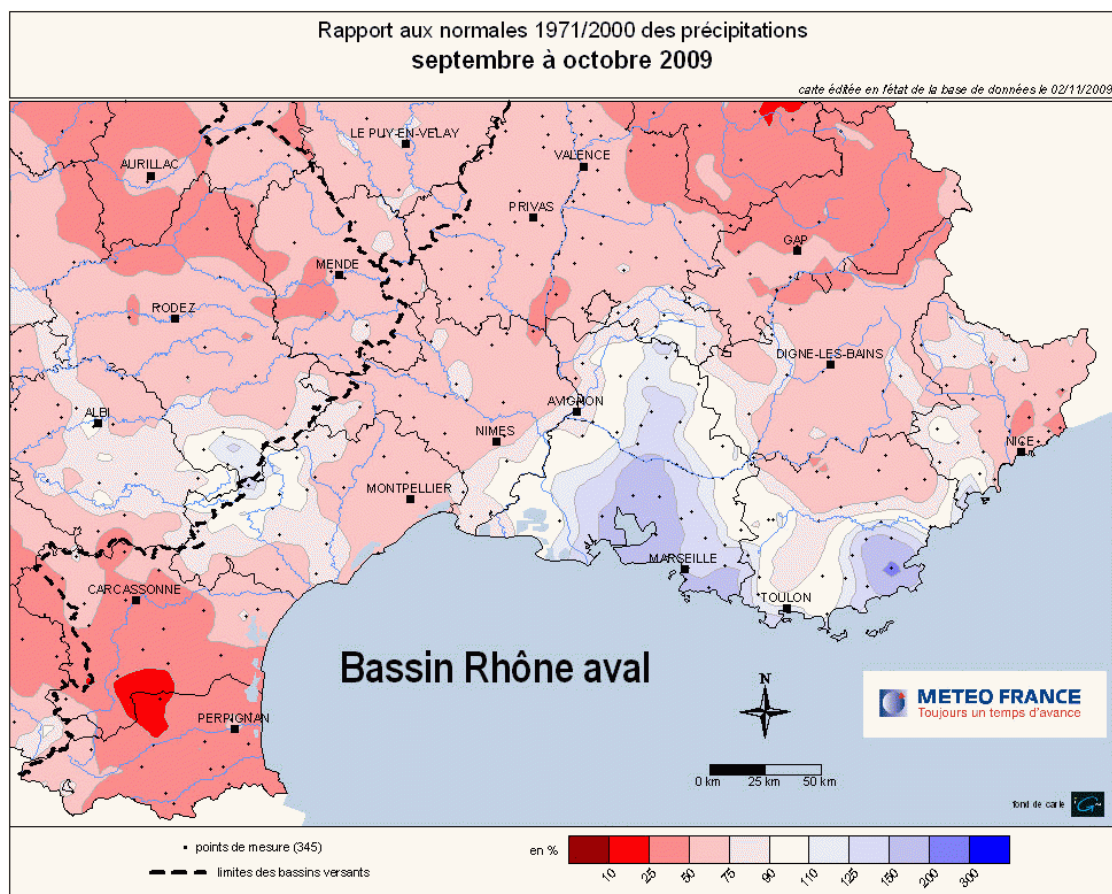 Rapport aux normales 1971/2000 des précipitations
septembre à octobre 2009
carte éditée en l'état de la base de données le 02/11/2009
LE PUY-EN-VELAY
AURILLAC
VALENCE
PRIVAS
GAP
MENDE
RODEZ
DIGNE-LES-BAINS
ALBI
AVIGNON
NIMES
NICE
MONTPELLIER
MARSEILLE
CARCASSONNE
TOULON
Bassin Rhône aval
N
METEO FRANCE
Toujours un temps d'avance
PERPIGNAN
0 km 25 km 50 km
fond de carte
points de mesure (345)
limites des bassins versants
en %
10 25 50 75 90 110 125 150 200 300